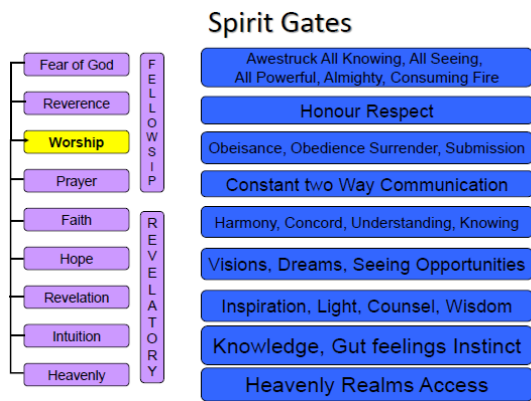 Spirit Gates
Fear of God
Reverence
Worship
Prayer
Faith
Hope
Revelation
Intuition
Heavenly
FELLOWSIP
REVELATORY
Awestruck All Knowing, All Seeing,
All Powerful, Almighty, Consuming Fire
Honour Respect
Obeisance, Obedience Surrender, Submission
Constant two Way Communication
Harmony, Concord, Understanding, Knowing
Visions, Dreams, Seeing Opportunities
Inspiration, Light, Counsel, Wisdom
Knowledge, Gut feelings Instinct
Heavenly Realms Access